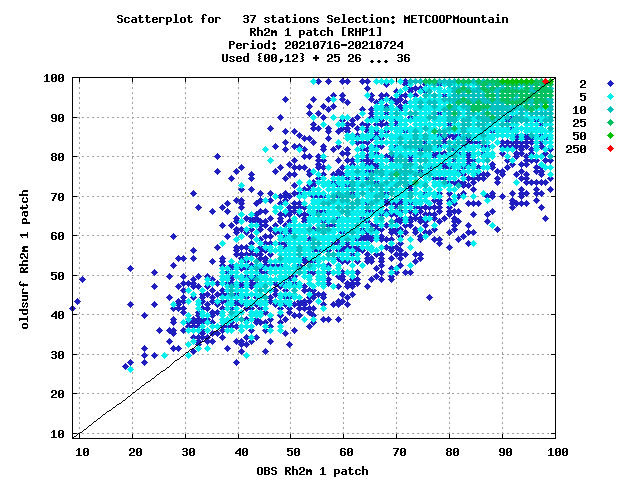 Scatterplot for   37 stations Selection: METCOOPMountain
Rh2m 1 patch [RHP1]
Period: 20210716-20210724
Used {00,12} + 25 26 ... 36
100
90
80
70
60
50
40
30
20
10
oldsurf Rh2m 1 patch
2
5
10
25
50
250
10 20 30 40 50 60 70 80 90 100
OBS Rh2m 1 patch